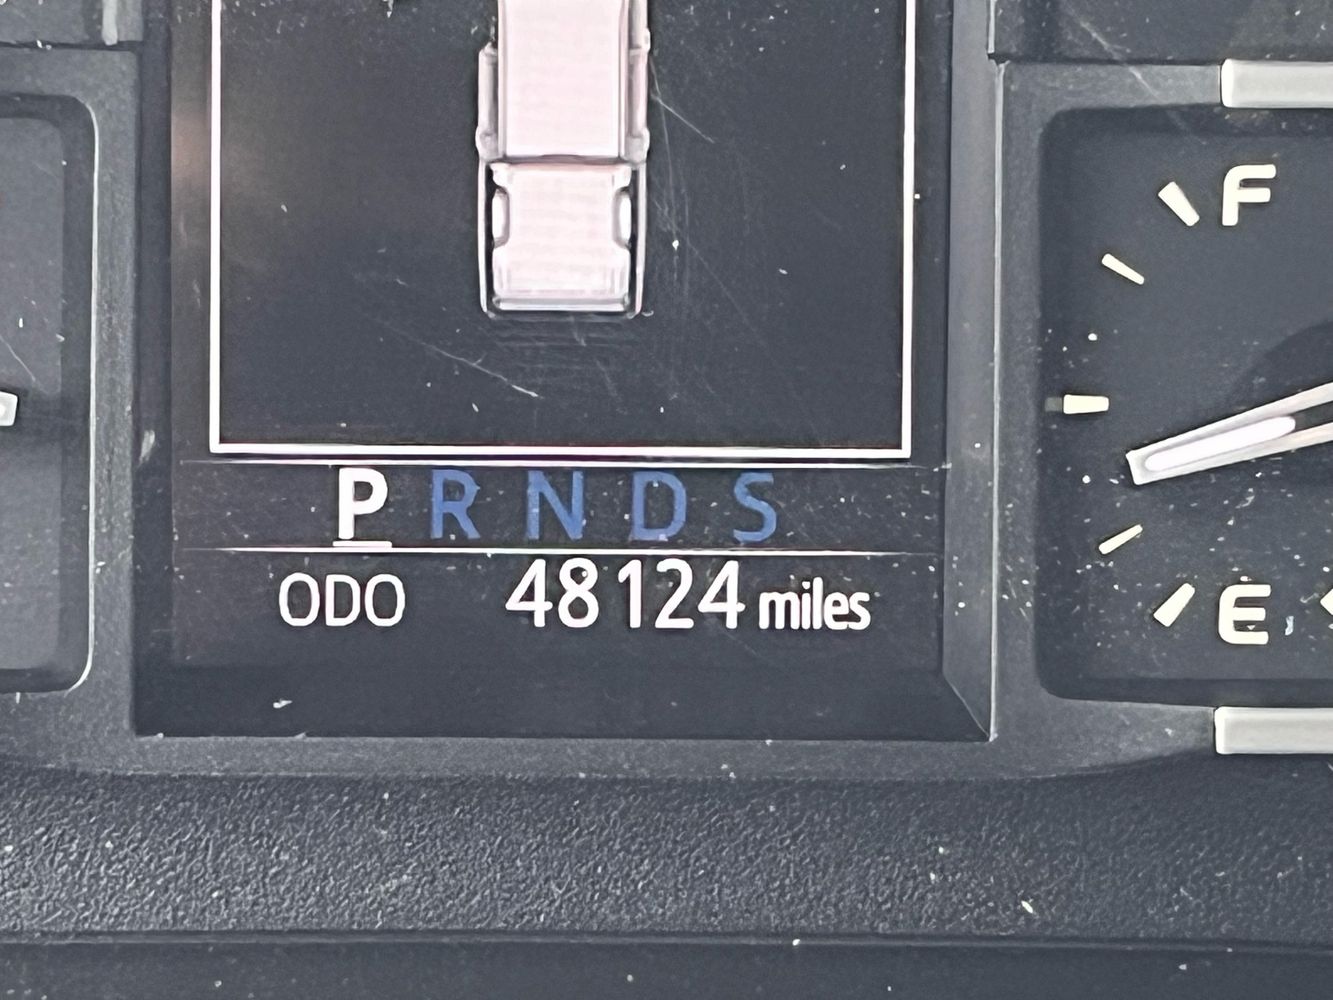 F
P R N D S
ODO 48124 miles
E